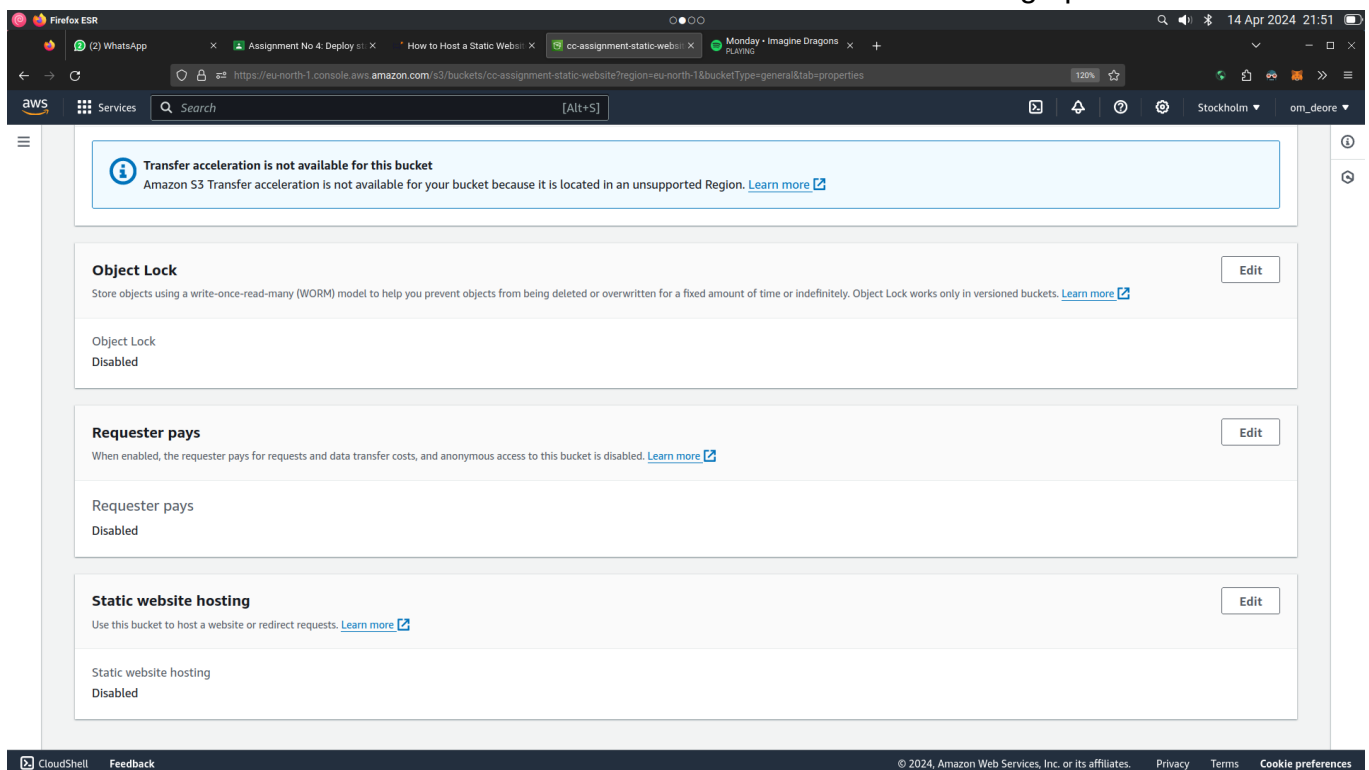 Firefox ESR
14 Apr 2024 21:51
(2) WhatsApp
Assignment No 4: Deploy st
How to Host a Static Websit
cc-assignment-static-websit
Monday • Imagine Dragons
PLAYING
https://eu-north-1.console.aws.amazon.com/s3/buckets/cc-assignment-static-website?region=eu-north-1&bucketType=general&tab=properties
120%
aws
Services
Search
[Alt+S]
Stockholm
om_deore
Transfer acceleration is not available for this bucket
Amazon S3 Transfer acceleration is not available for your bucket because it is located in an unsupported Region. Learn more
Object Lock
Edit
Store objects using a write-once-read-many (WORM) model to help you prevent objects from being deleted or overwritten for a fixed amount of time or indefinitely. Object Lock works only in versioned buckets. Learn more
Object Lock
Disabled
Requester pays
Edit
When enabled, the requester pays for requests and data transfer costs, and anonymous access to this bucket is disabled. Learn more
Requester pays
Disabled
Static website hosting
Edit
Use this bucket to host a website or redirect requests. Learn more
Static website hosting
Disabled
CloudShell
Feedback
© 2024, Amazon Web Services, Inc. or its affiliates.
Privacy
Terms
Cookie preferences